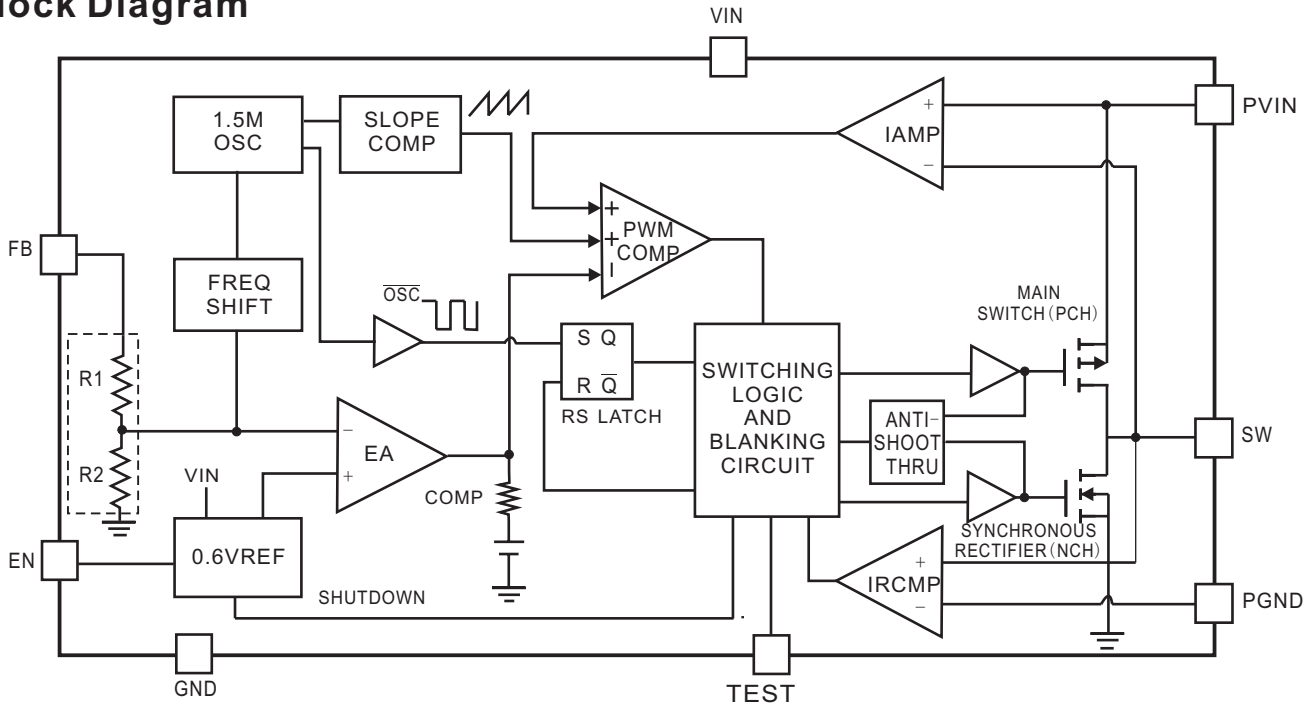 lock Diagram
VIN
1.5M
OSC
SLOPE
COMP
+
IAMP
−
PVIN
FB
+
+
−
PWM
COMP
FREQ
SHIFT
OSC
MAIN
SWITCH(PCH)
S Q
R Q
RS LATCH
SWITCHING
LOGIC
AND
BLANKING
CIRCUIT
R1
R2
−
EA
+
ANTI-
SHOOT
THRU
SW
VIN
COMP
SYNCHRONOUS
RECTIFIER(NCH)
EN
0.6VREF
+
IRCMP
−
SHUTDOWN
PGND
GND
TEST